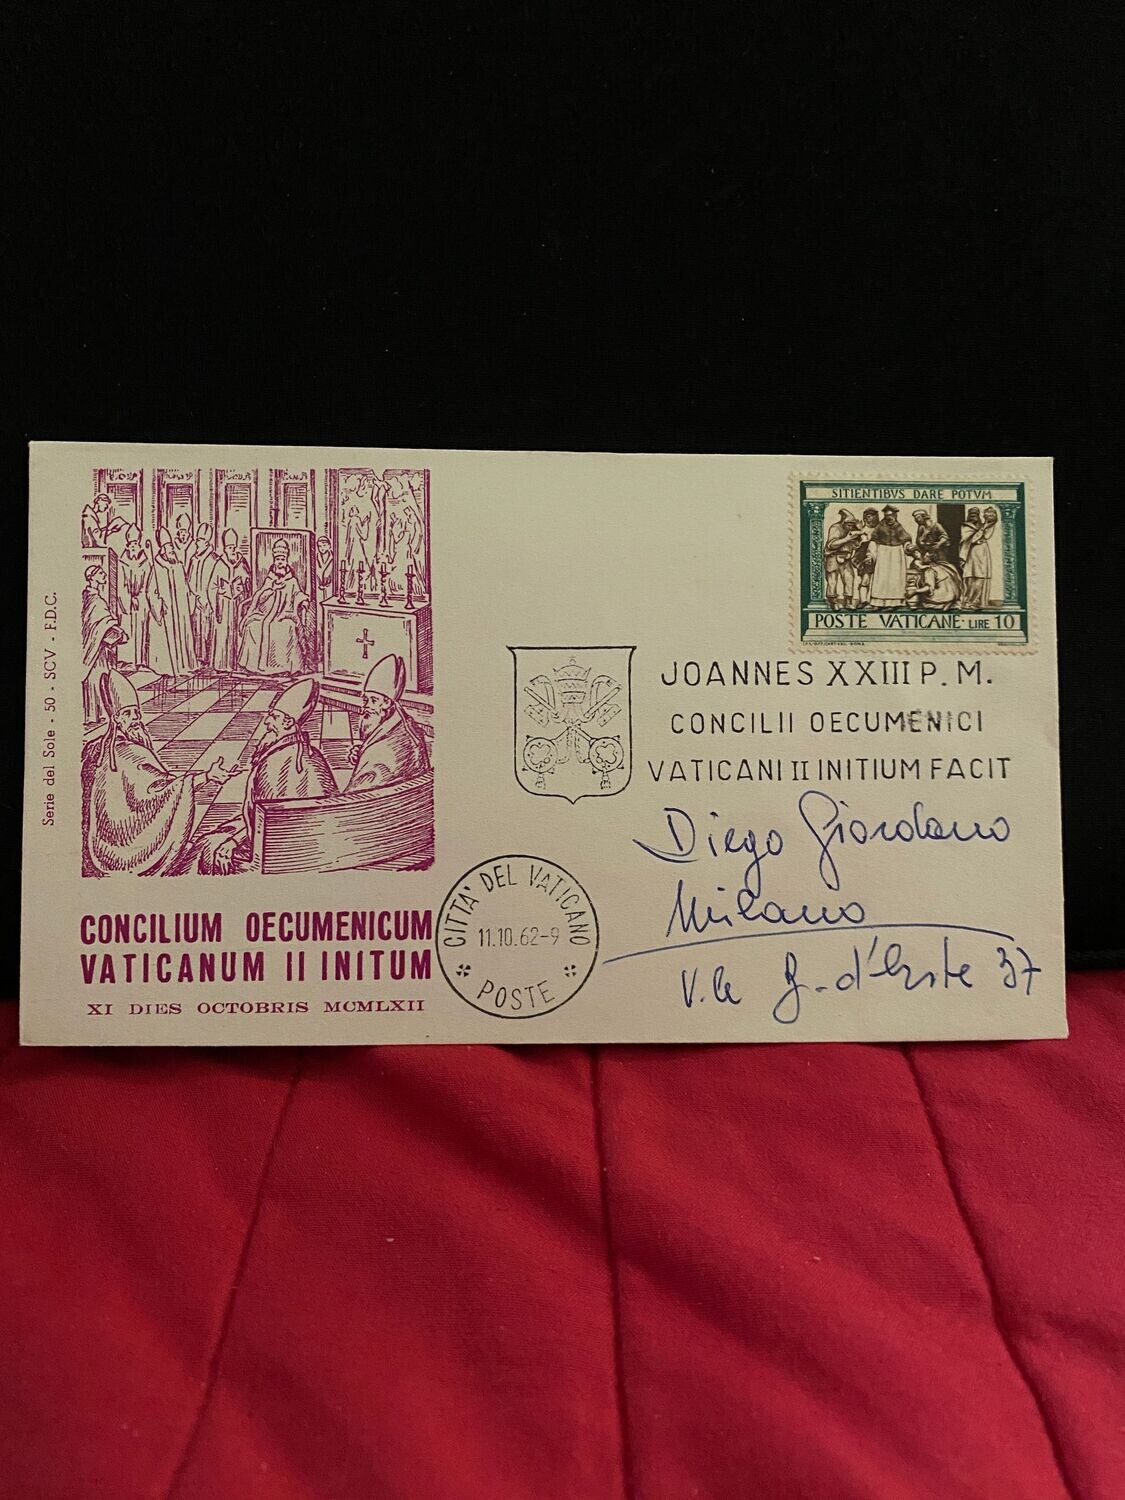 Serie del Sole - 50 - SCV - F.D.C.
CONCILIUM OECUMENICUM
VATICANUM II INITUM
XI DIES OCTOBRIS MCMLXII
SITIENTIBVS DARE POTVM
POSTE VATICANE - LIRE 10
JOANNES XXIII P. M.
CONCILII OECUMENICI
VATICANI II INITIUM FACIT
CITTA' DEL VATICANO
11.10.62-9
POSTE
Diego Giordano
Milano
V.le B. d'Este 37